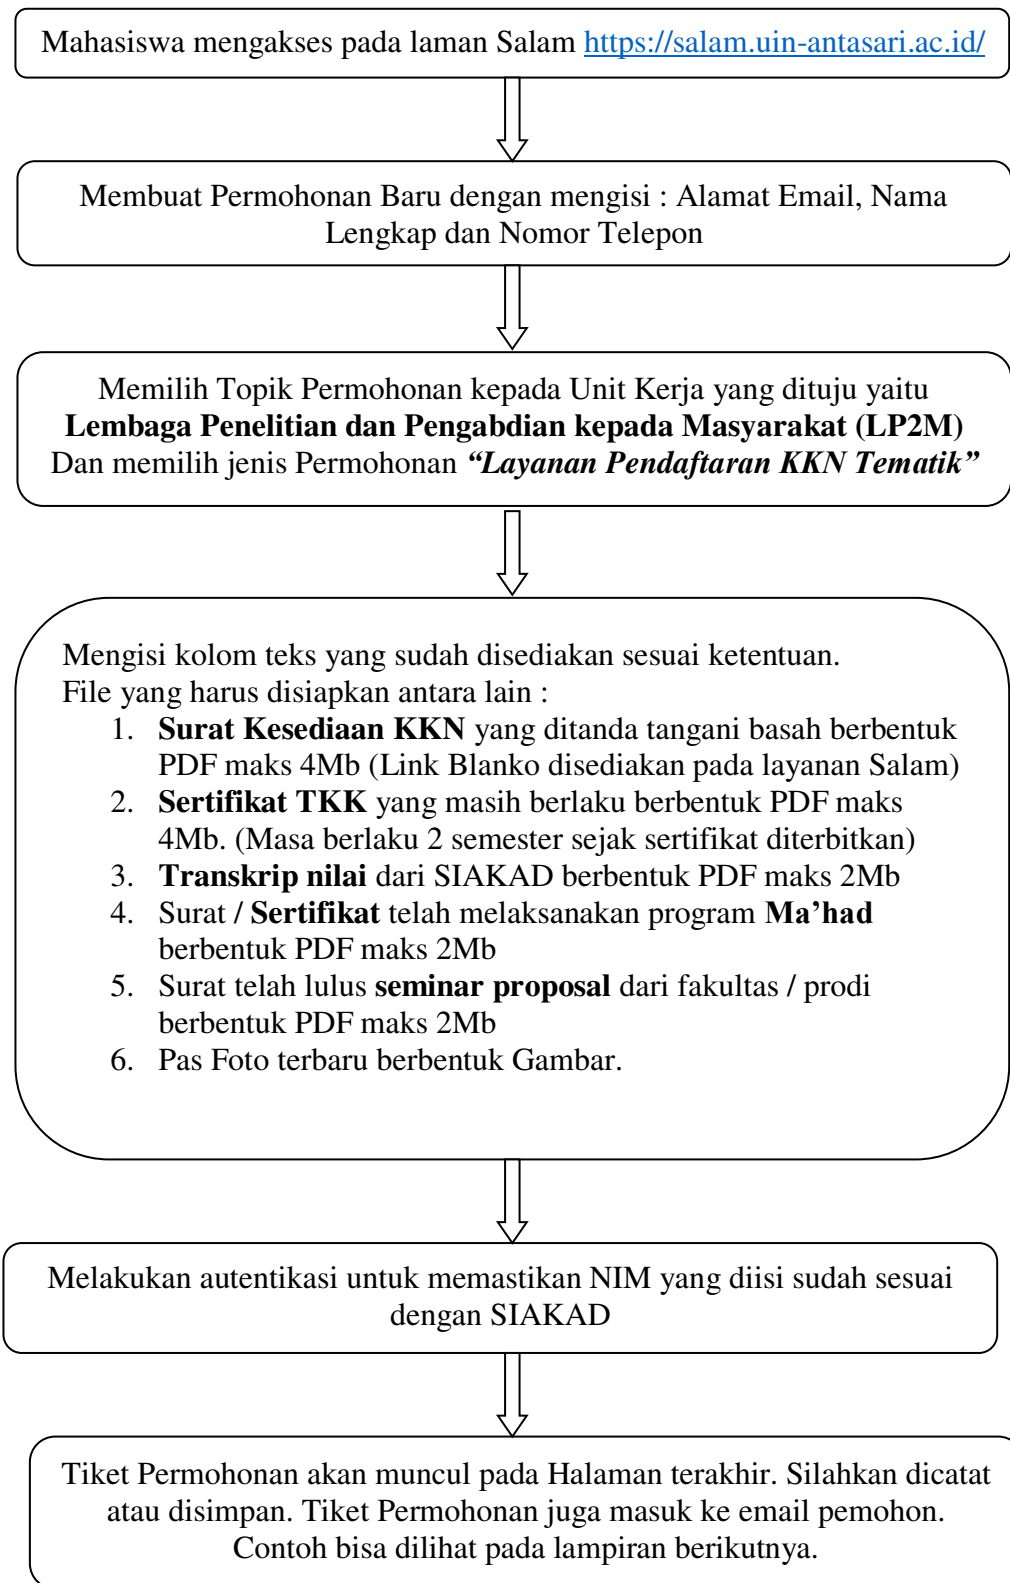 Mahasiswa mengakses pada laman Salam https://salam.uin-antasari.ac.id/
Membuat Permohonan Baru dengan mengisi : Alamat Email, Nama
Lengkap dan Nomor Telepon
Memilih Topik Permohonan kepada Unit Kerja yang dituju yaitu
Lembaga Penelitian dan Pengabdian kepada Masyarakat (LP2M)
Dan memilih jenis Permohonan “Layanan Pendaftaran KKN Tematik”
Mengisi kolom teks yang sudah disediakan sesuai ketentuan.
File yang harus disiapkan antara lain :
1. Surat Kesediaan KKN yang ditanda tangani basah berbentuk
PDF maks 4Mb (Link Blanko disediakan pada layanan Salam)
2. Sertifikat TKK yang masih berlaku berbentuk PDF maks
4Mb. (Masa berlaku 2 semester sejak sertifikat diterbitkan)
3. Transkrip nilai dari SIAKAD berbentuk PDF maks 2Mb
4. Surat / Sertifikat telah melaksanakan program Ma’had
berbentuk PDF maks 2Mb
5. Surat telah lulus seminar proposal dari fakultas / prodi
berbentuk PDF maks 2Mb
6. Pas Foto terbaru berbentuk Gambar.
Melakukan autentikasi untuk memastikan NIM yang diisi sudah sesuai
dengan SIAKAD
Tiket Permohonan akan muncul pada Halaman terakhir. Silahkan dicatat
atau disimpan. Tiket Permohonan juga masuk ke email pemohon.
Contoh bisa dilihat pada lampiran berikutnya.